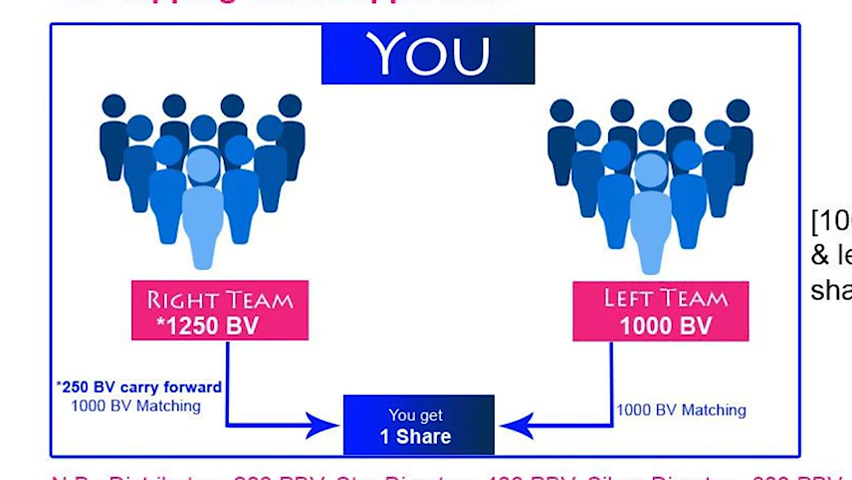 YOU
RIGHT TEAM
*1250 BV
LEFT TEAM
1000 BV
*250 BV carry forward
1000 BV Matching
1000 BV Matching
You get
1 Share
& le